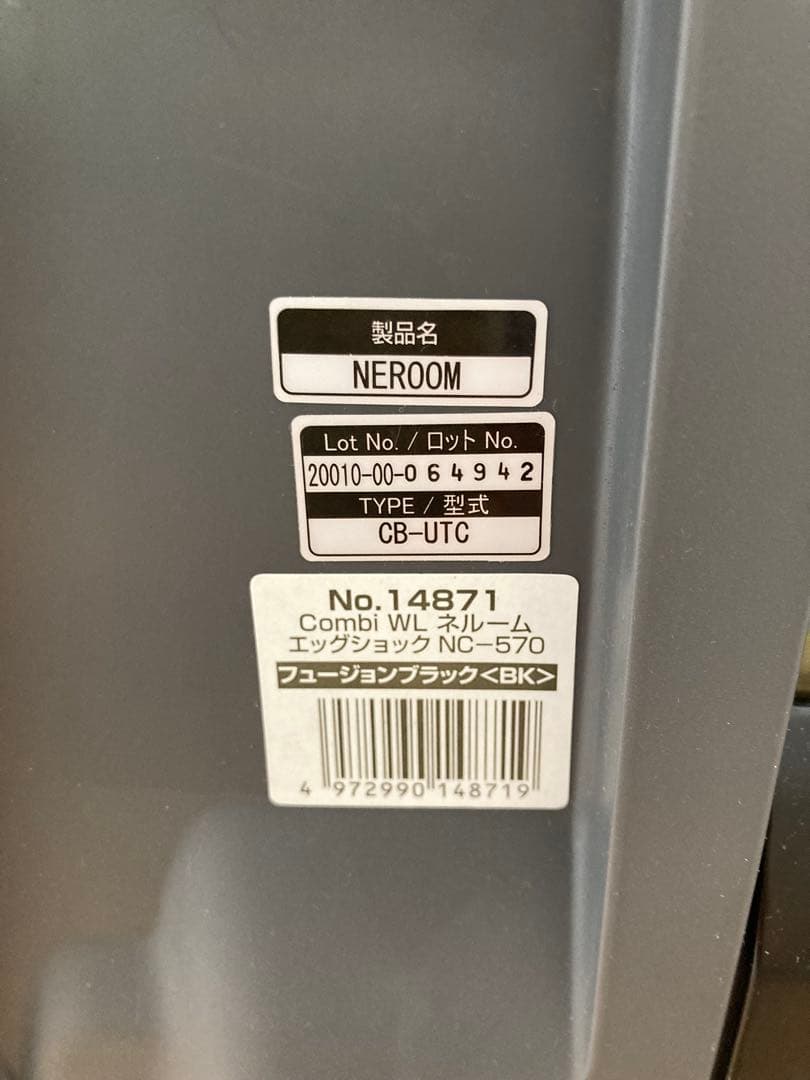 製品名
NEROOM
Lot No. / ロット No.
20010-00-064942
TYPE / 型式
CB-UTC
No.14871
Combi WL ネルーム
エッグショック NC-570
フュージョンブラック<BK>
4 972990 148719